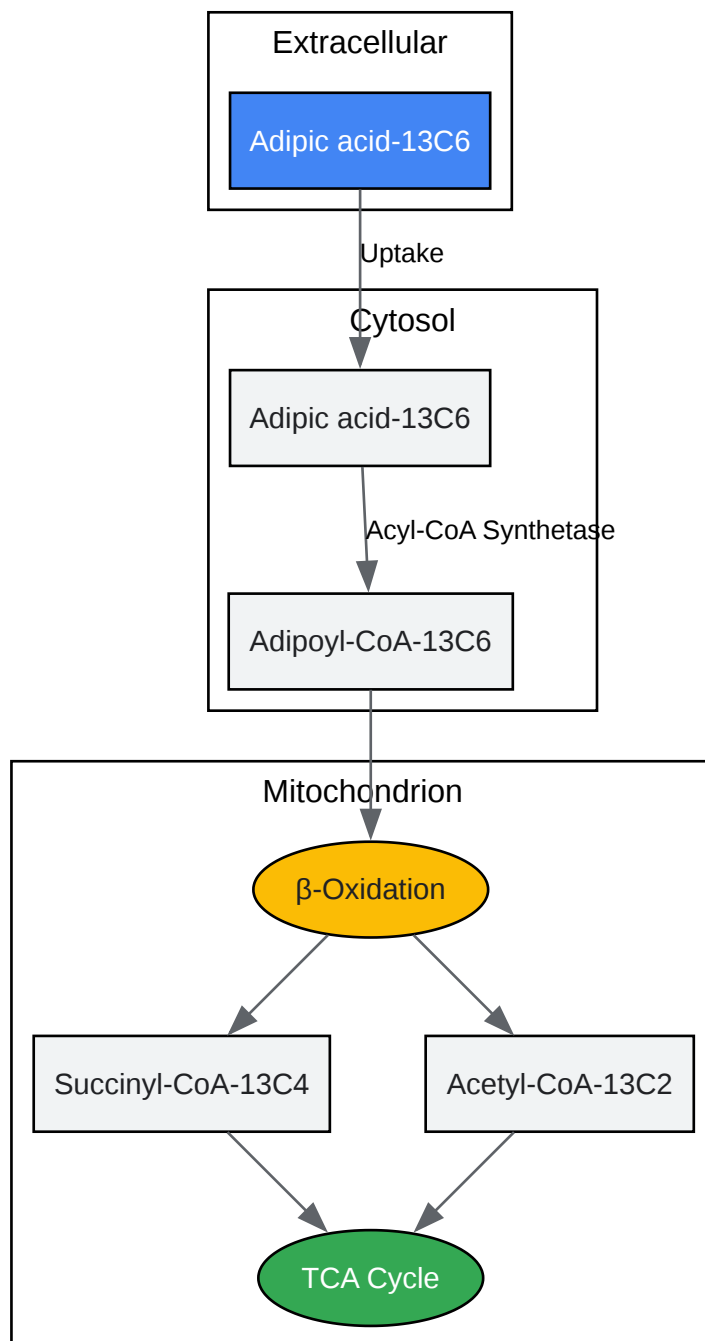 Extracellular
Adipic acid-13C6
Uptake
Cytosol
Adipic acid-13C6
Acyl-CoA Synthetase
Adipoyl-CoA-13C6
Mitochondrion
β-Oxidation
Succinyl-CoA-13C4
Acetyl-CoA-13C2
TCA Cycle